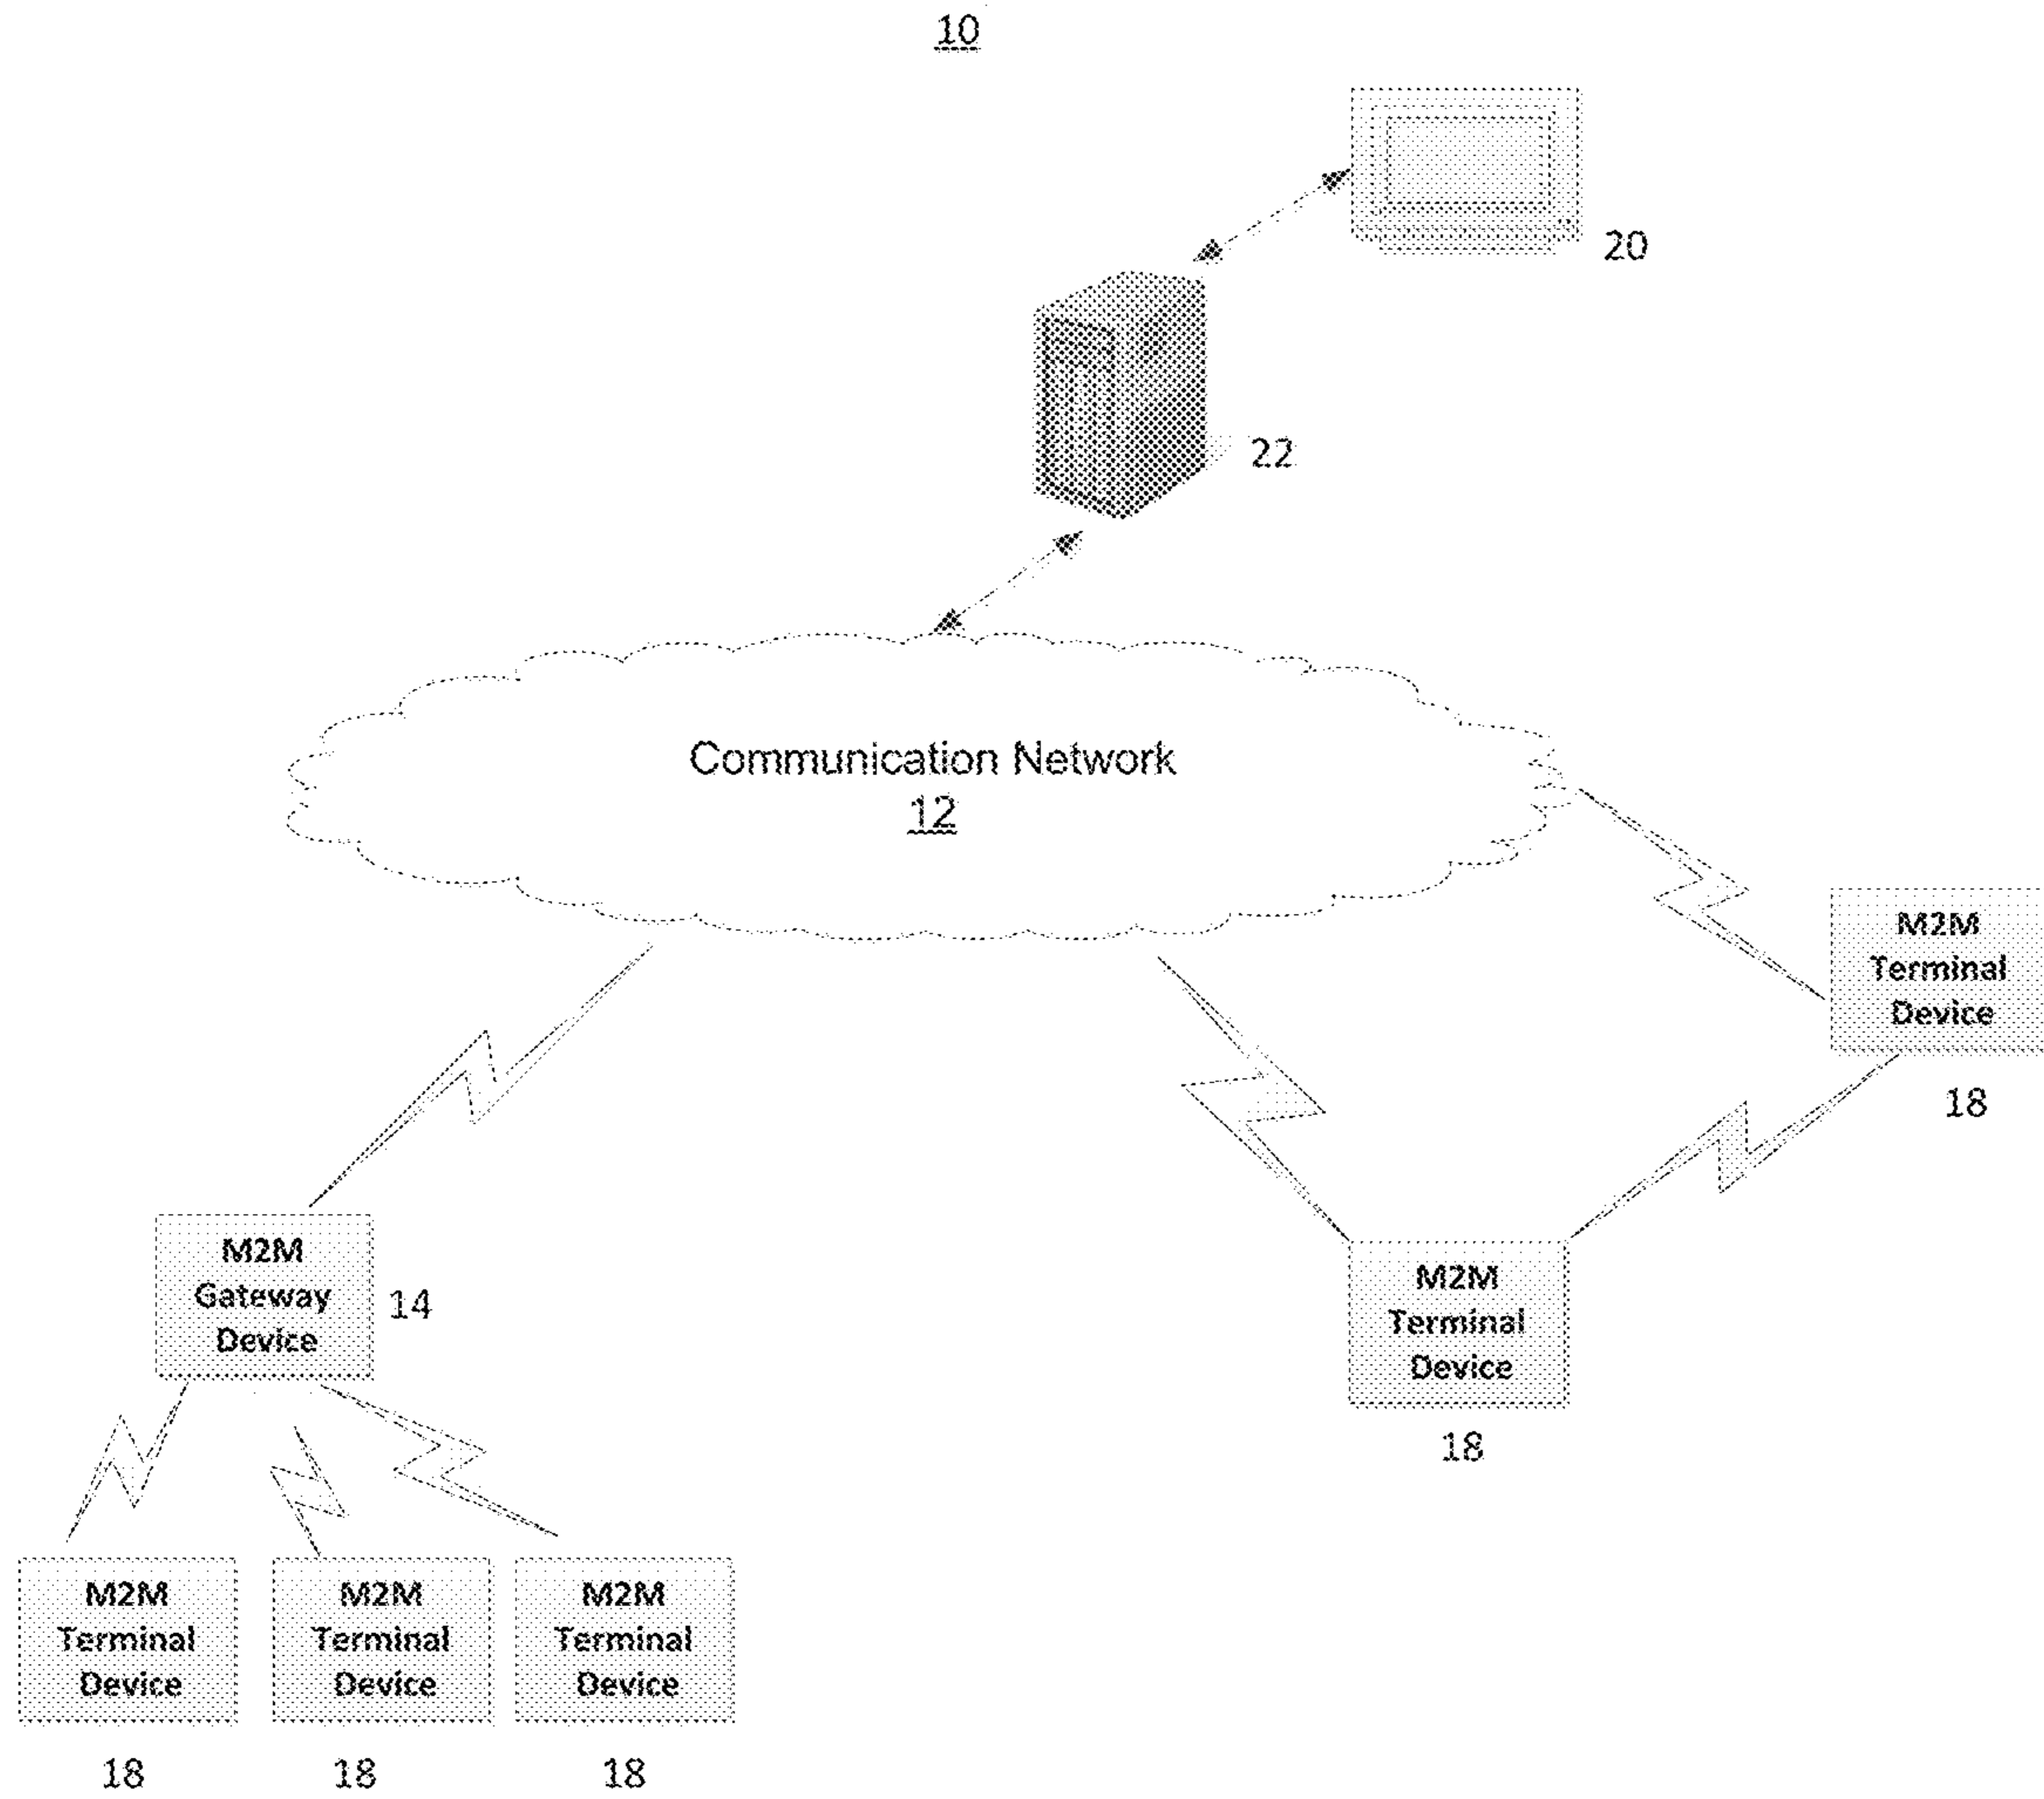 10
20
22
Communication Network
12
M2M
Terminal
Device
18
M2M
Gateway
Device
14
M2M
Terminal
Device
18
M2M
Terminal
Device
18
M2M
Terminal
Device
18
M2M
Terminal
Device
18